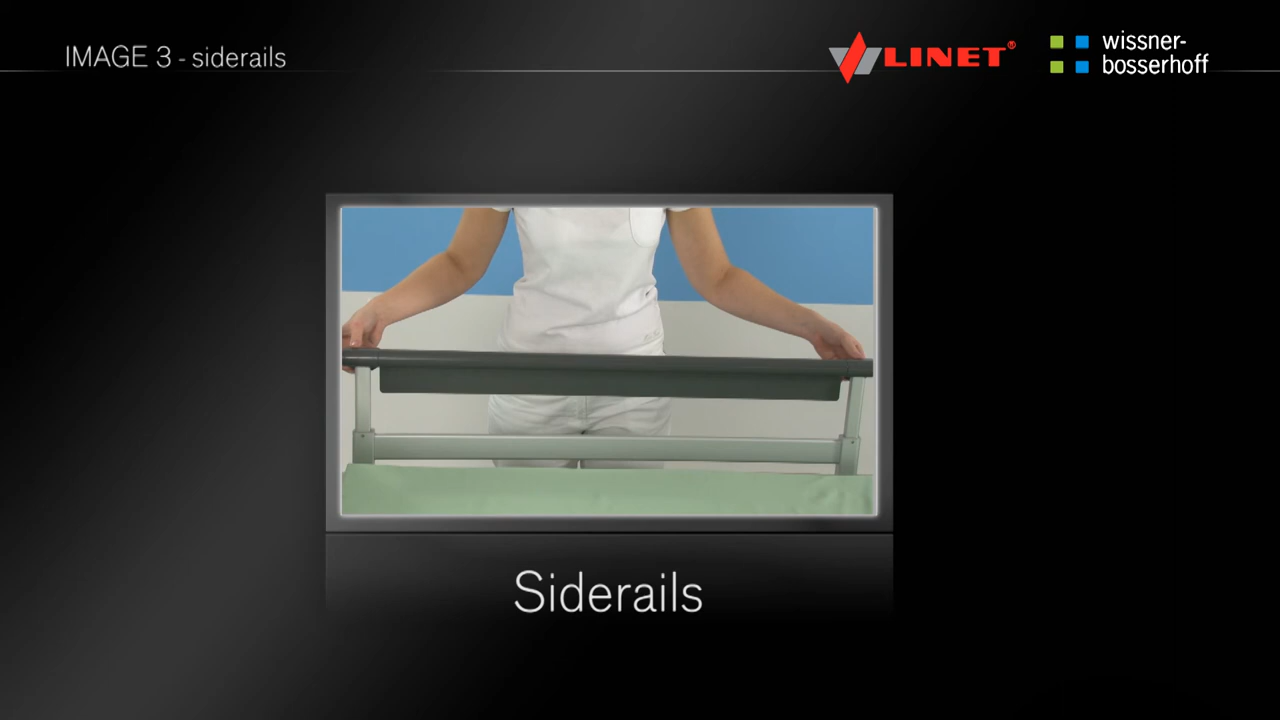 IMAGE 3 - siderails
LINET®
wissner-
bosserhoff
Siderails